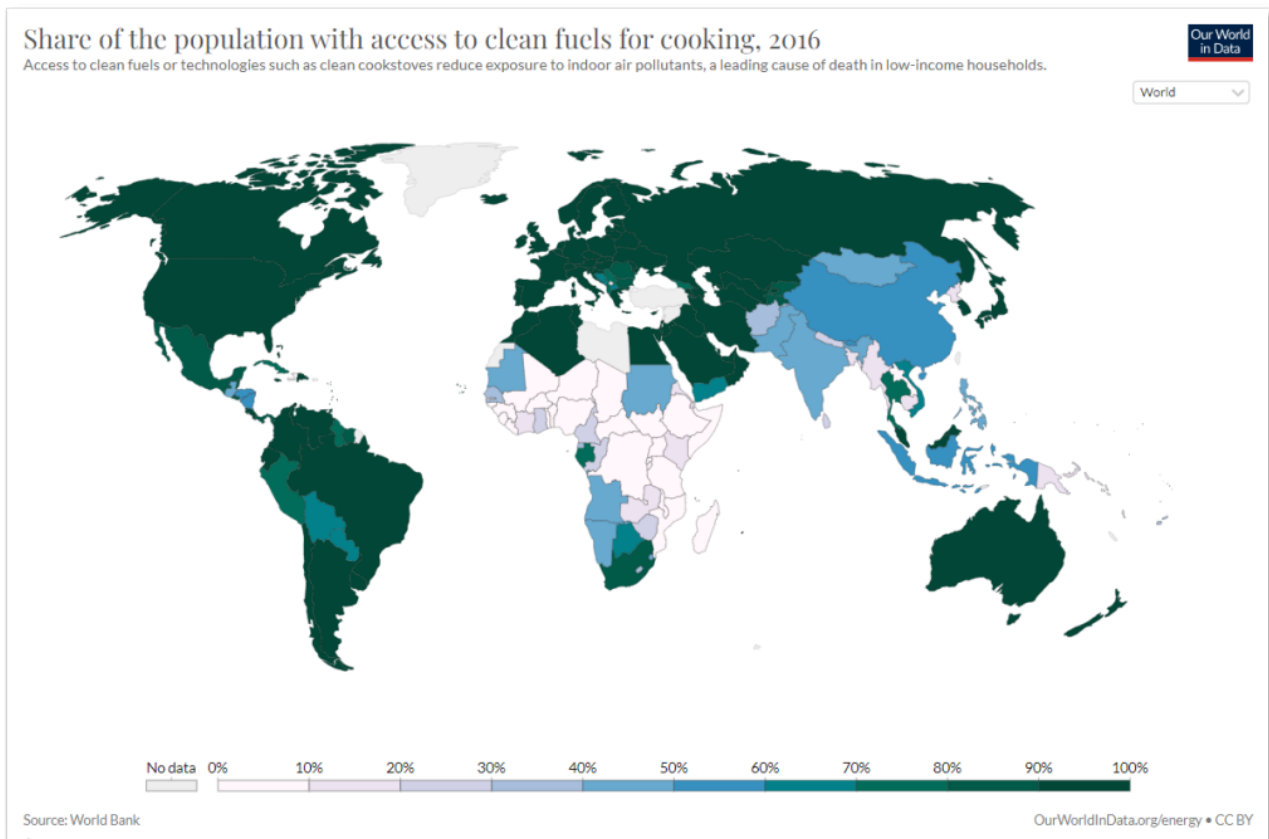 Share of the population with access to clean fuels for cooking, 2016
Our World
in Data
Access to clean fuels or technologies such as clean cookstoves reduce exposure to indoor air pollutants, a leading cause of death in low-income households.
World
No data 0% 10% 20% 30% 40% 50% 60% 70% 80% 90% 100%
Source: World Bank
OurWorldInData.org/energy • CC BY